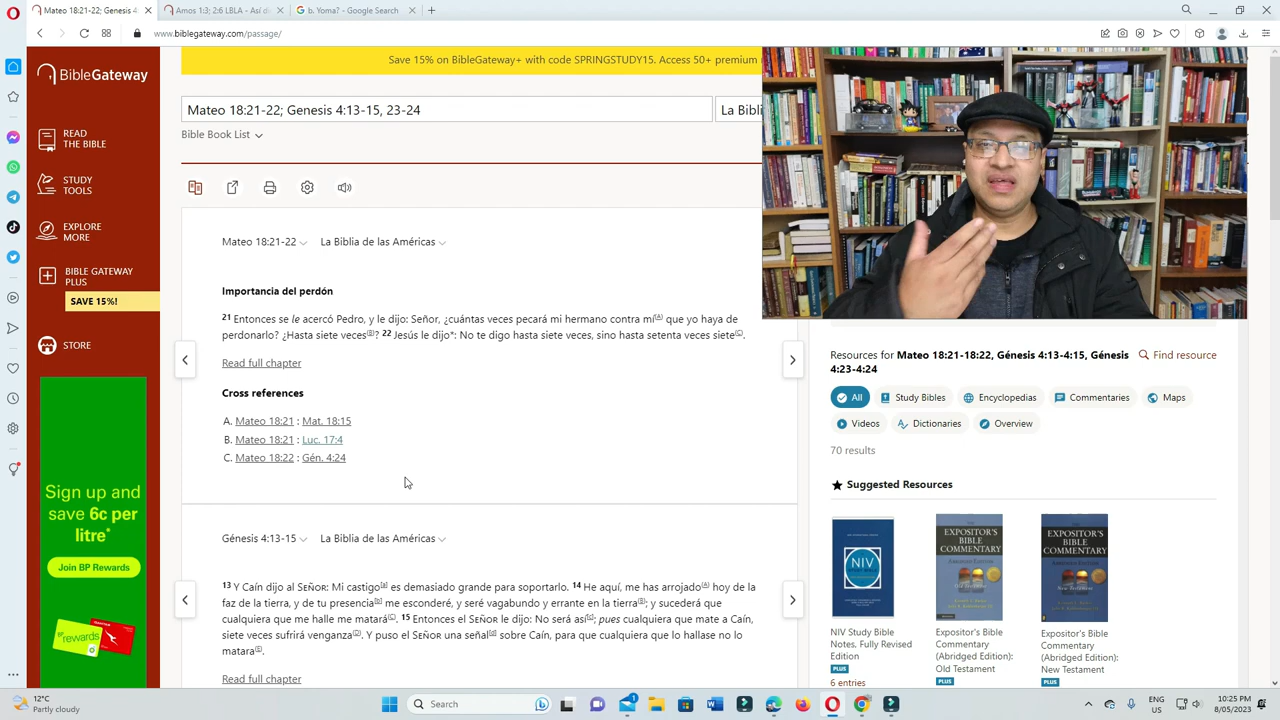 Mateo 18:21-22; Genesis 4
Amos 1:3; 2:6 LBLA - Así di
b. Yoma? - Google Search
www.biblegateway.com/passage/
BibleGateway
READ
THE BIBLE
STUDY
TOOLS
EXPLORE
MORE
BIBLE GATEWAY
PLUS
SAVE 15%!
STORE
Sign up and
save 6c per
litre*
Join BP Rewards
rewards
Save 15% on BibleGateway+ with code SPRINGSTUDY15. Access 50+ premium
Mateo 18:21-22; Genesis 4:13-15, 23-24
La Bibl
Bible Book List
Mateo 18:21-22 La Biblia de las Américas
Importancia del perdón
21 Entonces se le acercó Pedro, y le dijo: Señor, ¿cuántas veces pecará mi hermano contra mí[A] que yo haya de
perdonarlo? ¿Hasta siete veces[B]? 22 Jesús le dijo*: No te digo hasta siete veces, sino hasta setenta veces siete[C].
Read full chapter
Cross references
A. Mateo 18:21 : Mat. 18:15
B. Mateo 18:21 : Luc. 17:4
C. Mateo 18:22 : Gén. 4:24
Génesis 4:13-15 La Biblia de las Américas
13 Y Caín dijo al SEÑOR: Mi castigo es demasiado grande para soportarlo. 14 He aquí, me has arrojado[A] hoy de la
faz de la tierra, y de tu presencia me esconderé, y seré vagabundo y errante en la tierra[B]; y sucederá que
cualquiera que me halle me matará[C]. 15 Entonces el SEÑOR le dijo: No será así; pues cualquiera que mate a Caín,
siete veces sufrirá venganza[D]. Y puso el SEÑOR una señal sobre Caín, para que cualquiera que lo hallase no lo
matara[E].
Read full chapter
Resources for Mateo 18:21-18:22, Génesis 4:13-4:15, Génesis
4:23-4:24
Find resource
All Study Bibles Encyclopedias Commentaries Maps
Videos Dictionaries Overview
70 results
Suggested Resources
NIV
EXPOSITOR'S
BIBLE
COMMENTARY
EXPOSITOR'S
BIBLE
COMMENTARY
NIV Study Bible
Notes, Fully Revised
Edition
PLUS
6 entries
Expositor's Bible
Commentary
(Abridged Edition):
Old Testament
PLUS
Expositor's Bible
Commentary
(Abridged Edition):
New Testament
PLUS
12°C
Partly cloudy
Search
1
ENG
US
10:25 PM
8/05/2023